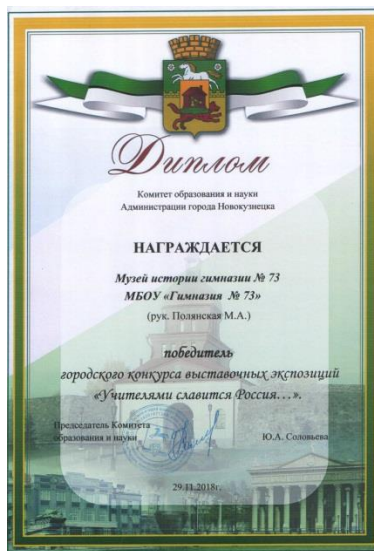 Диплом
Комитет образования и науки
Администрации города Новокузнецка
НАГРАЖДАЕТСЯ
Музей истории гимназии № 73
МБОУ «Гимназия № 73»
(рук. Полянская М.А.)
победитель
городского конкурса выставочных экспозиций
«Учителями славится Россия…».
Председатель Комитета
образования и науки Ю.А. Соловьева
29.11.2018г.